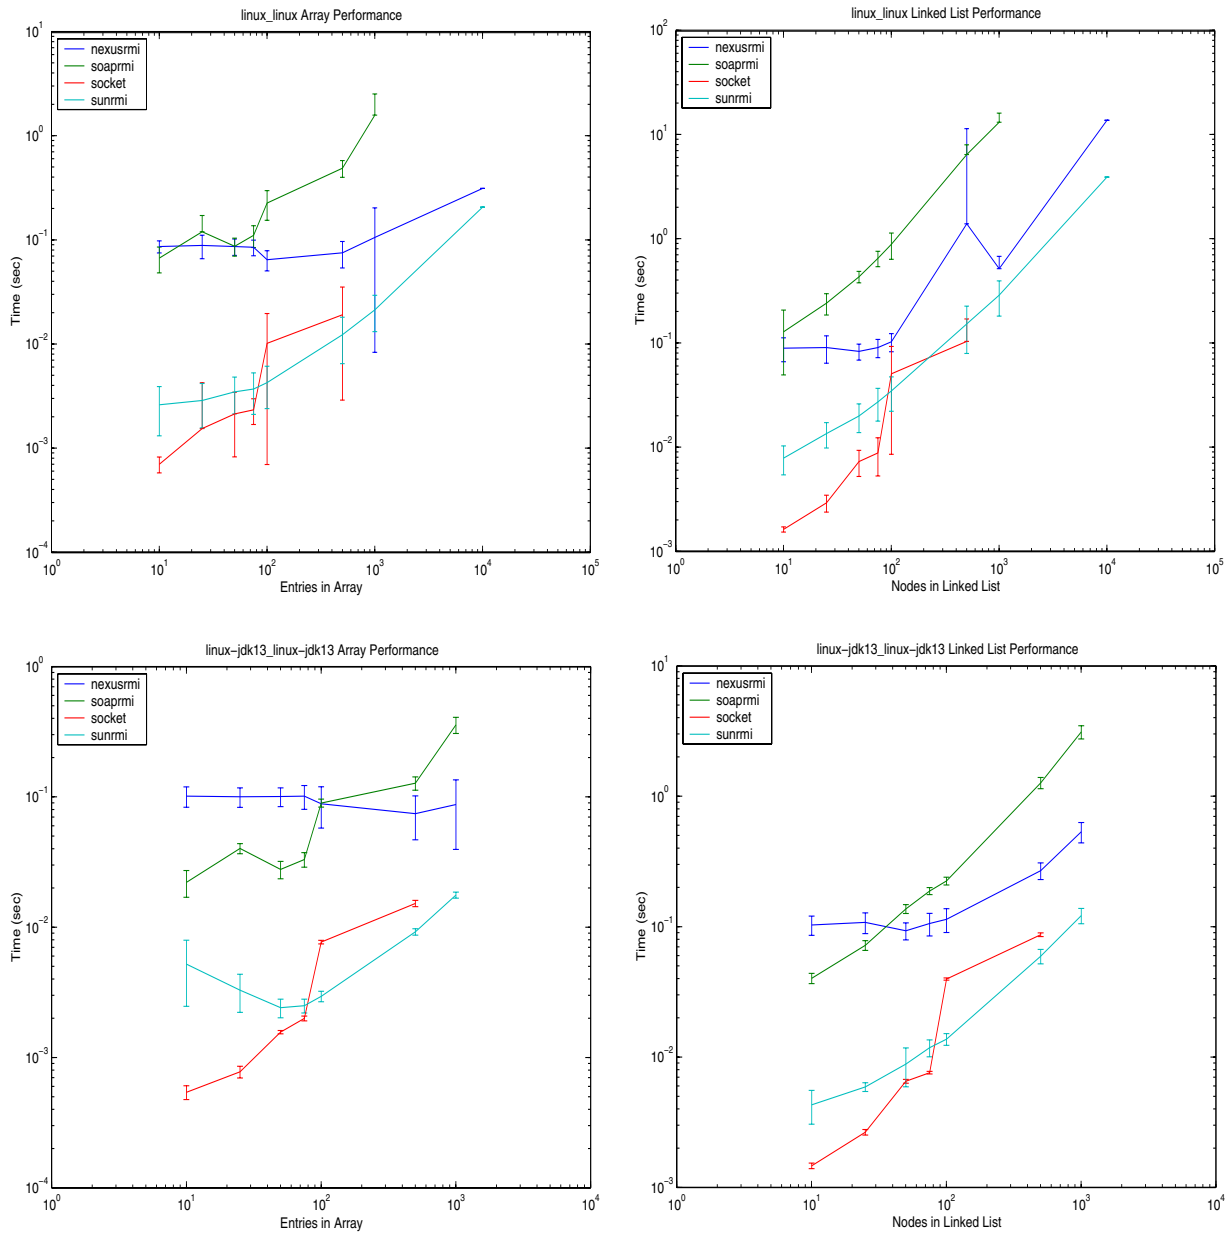 linux_linux Array Performance
10^1
10^0
10^-1
10^-2
10^-3
10^-4
Time (sec)
nexusrmi
soaprmi
socket
sunrmi
10^0 10^1 10^2 10^3 10^4 10^5
Entries in Array
linux_linux Linked List Performance
10^2
10^1
10^0
10^-1
10^-2
10^-3
Time (sec)
nexusrmi
soaprmi
socket
sunrmi
10^0 10^1 10^2 10^3 10^4 10^5
Nodes in Linked List
linux-jdk13_linux-jdk13 Array Performance
10^0
10^-1
10^-2
10^-3
10^-4
Time (sec)
nexusrmi
soaprmi
socket
sunrmi
10^0 10^1 10^2 10^3 10^4
Entries in Array
linux-jdk13_linux-jdk13 Linked List Performance
10^1
10^0
10^-1
10^-2
10^-3
Time (sec)
nexusrmi
soaprmi
socket
sunrmi
10^0 10^1 10^2 10^3 10^4
Nodes in Linked List